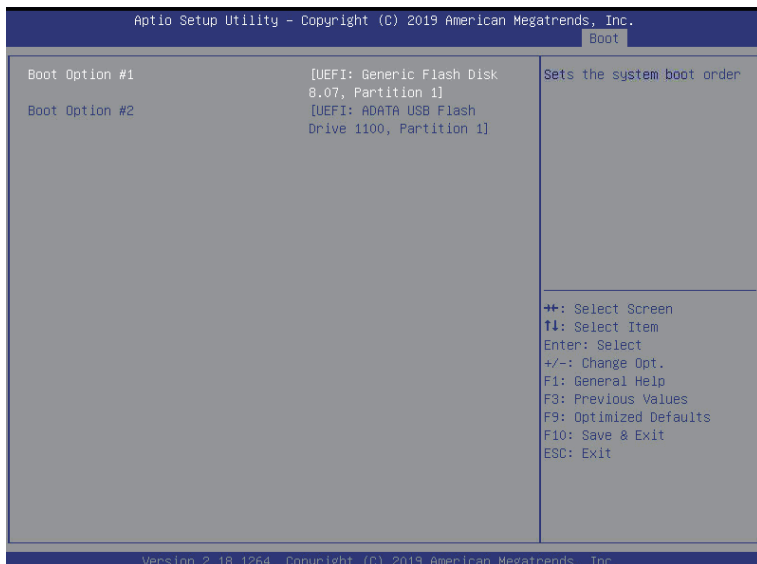 Aptio Setup Utility – Copyright (C) 2019 American Megatrends, Inc.
Boot
Boot Option #1 [UEFI: Generic Flash Disk
8.07, Partition 1]
Boot Option #2 [UEFI: ADATA USB Flash
Drive 1100, Partition 1]
Sets the system boot order
→←: Select Screen
↑↓: Select Item
Enter: Select
+/-: Change Opt.
F1: General Help
F3: Previous Values
F9: Optimized Defaults
F10: Save & Exit
ESC: Exit
Version 2.18.1264. Copyright (C) 2019 American Megatrends, Inc.